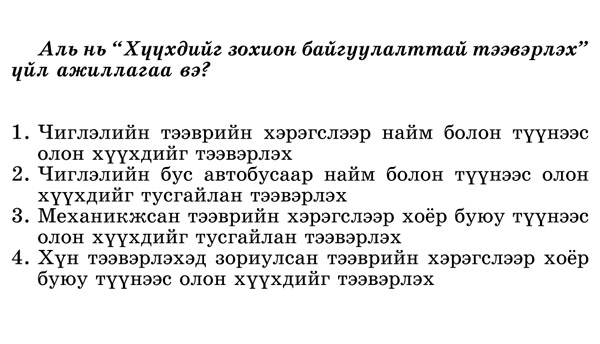 Аль нь “Хүүхдийг зохион байгуулалттай тээвэрлэх”
үйл ажиллагаа вэ?
1. Чиглэлийн тээврийн хэрэгслээр найм болон түүнээс
олон хүүхдийг тээвэрлэх
2. Чиглэлийн бус автобусаар найм болон түүнээс олон
хүүхдийг тусгайлан тээвэрлэх
3. Механикжсан тээврийн хэрэгслээр хоёр буюу түүнээс
олон хүүхдийг тусгайлан тээвэрлэх
4. Хүн тээвэрлэхэд зориулсан тээврийн хэрэгслээр хоёр
буюу түүнээс олон хүүхдийг тээвэрлэх